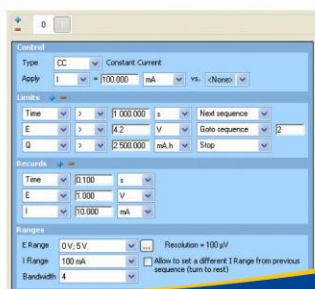 0 1
Control
Type CC Constant Current
Apply I = 100.000 mA vs. <None>
Limits
Time > 1 000.000 s Next sequence
E > 4.2 V Goto sequence 2
Q > 2 500.000 mA.h Stop
Records
Time 0.100 s
E 1.000 V
I 10.000 mA
Ranges
E Range 0 V; 5 V ... Resolution = 100 µV
I Range 100 mA Allow to set a different I Range from previous
Bandwidth 4 sequence (turn to rest)